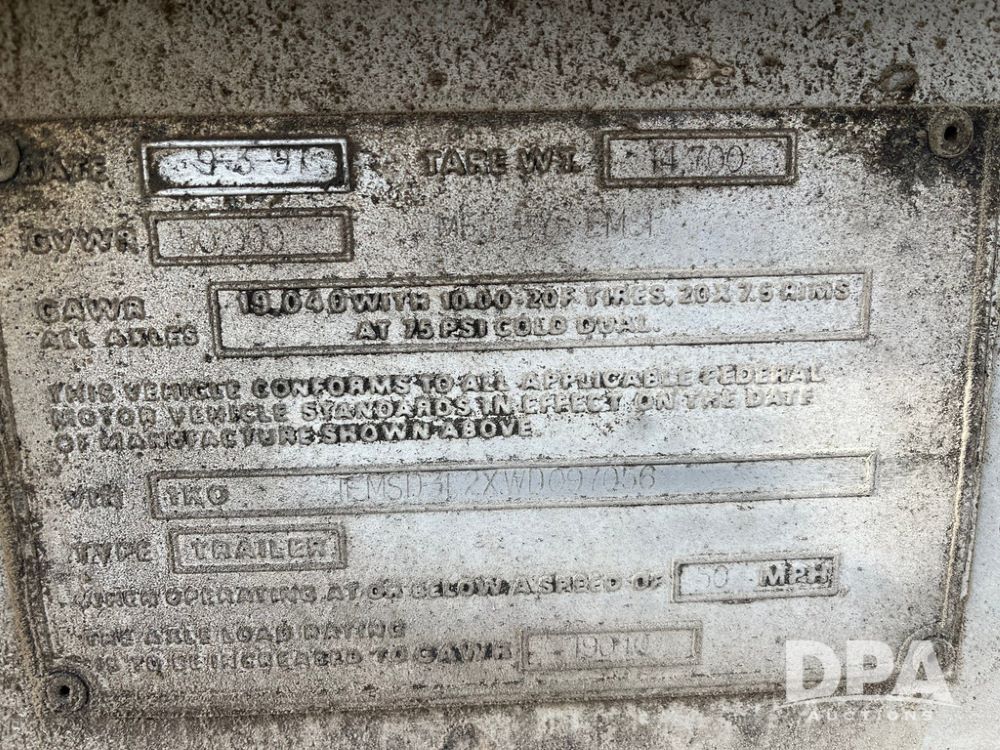 DATE 9-3-97 TARE WT. 14,700
GVWR
GAWR 19,040 WITH 10.00-20F TIRES, 20 X 7.5 RIMS
ALL AXLES AT 75 PSI COLD DUAL.
THIS VEHICLE CONFORMS TO ALL APPLICABLE FEDERAL
MOTOR VEHICLE STANDARDS IN EFFECT ON THE DATE
OF MANUFACTURE SHOWN ABOVE.
VIN 1KC
TYPE TRAILER
WHEN OPERATING AT OR BELOW A SPEED OF 50 MPH,
THE AXLE LOAD RATING
IS TO BE INCREASED TO GAWR
DPA
AUCTIONS